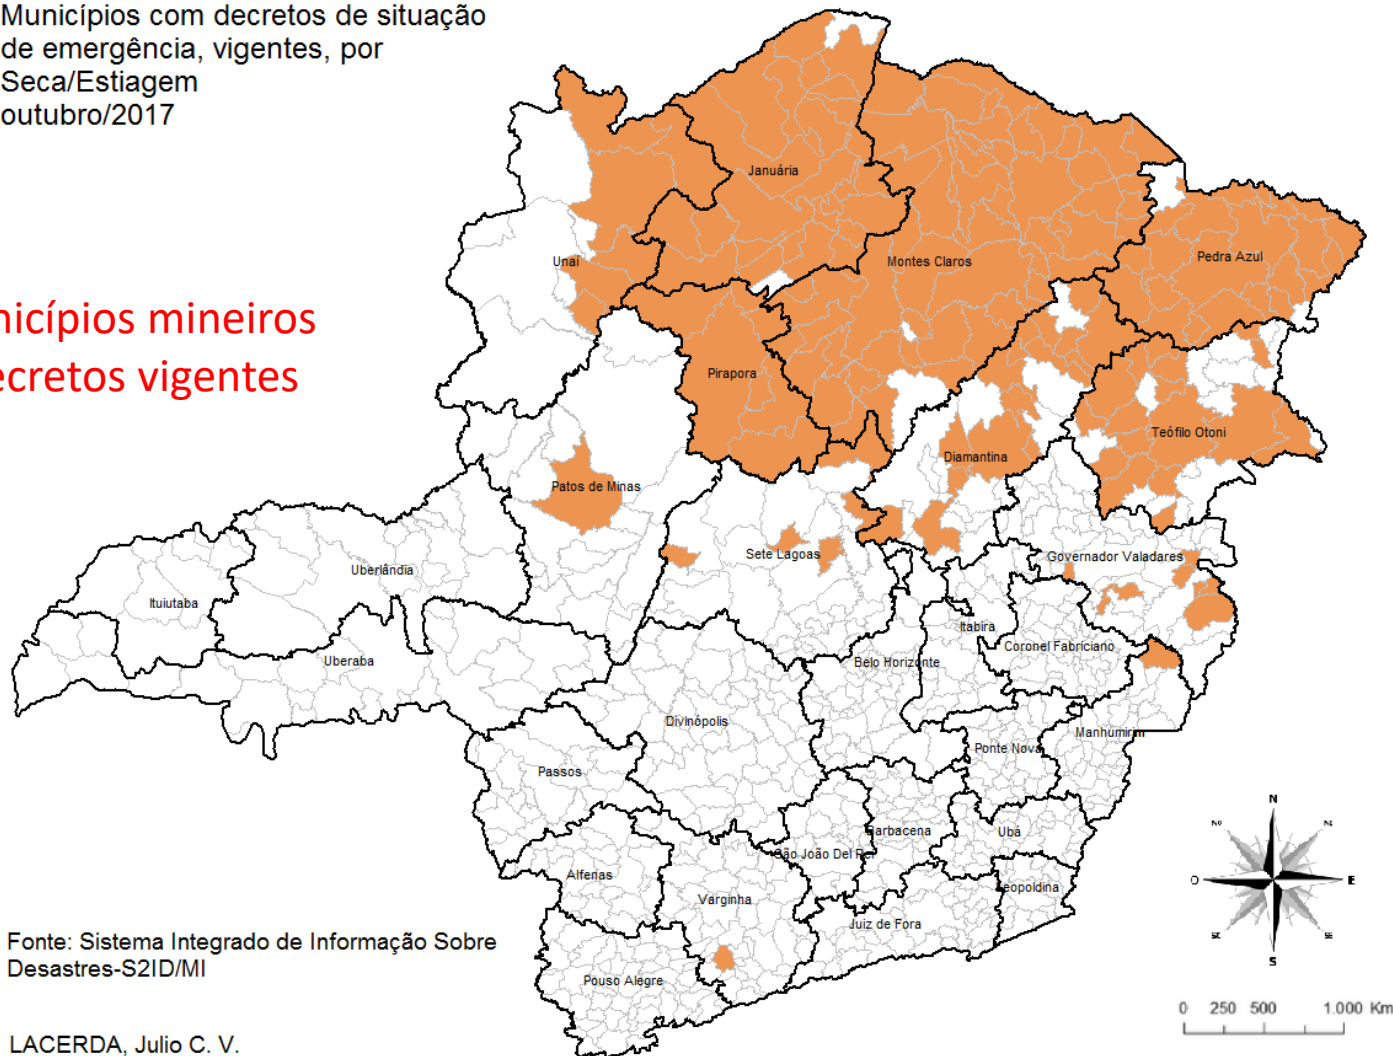 Municípios com decretos de situação
de emergência, vigentes, por
Seca/Estiagem
outubro/2017
Januária
Unaí
Montes Claros
Pedra Azul
nicípios mineiros
ecretos vigentes
Pirapora
Teófilo Otoni
Diamantina
Patos de Minas
Sete Lagoas
Governador Valadares
Uberlândia
Ituiutaba
Itabira
Coronel Fabriciano
Uberaba
Belo Horizonte
Divinópolis
Manhumirim
Ponte Nova
Passos
Barbacena
Ubá
São João Del Rei
Alfenas
Leopoldina
Varginha
Juiz de Fora
Pouso Alegre
N
NO
NE
O
E
SO
SE
S
Fonte: Sistema Integrado de Informação Sobre
Desastres-S2ID/MI
0 250 500 1.000 Km
LACERDA, Julio C. V.